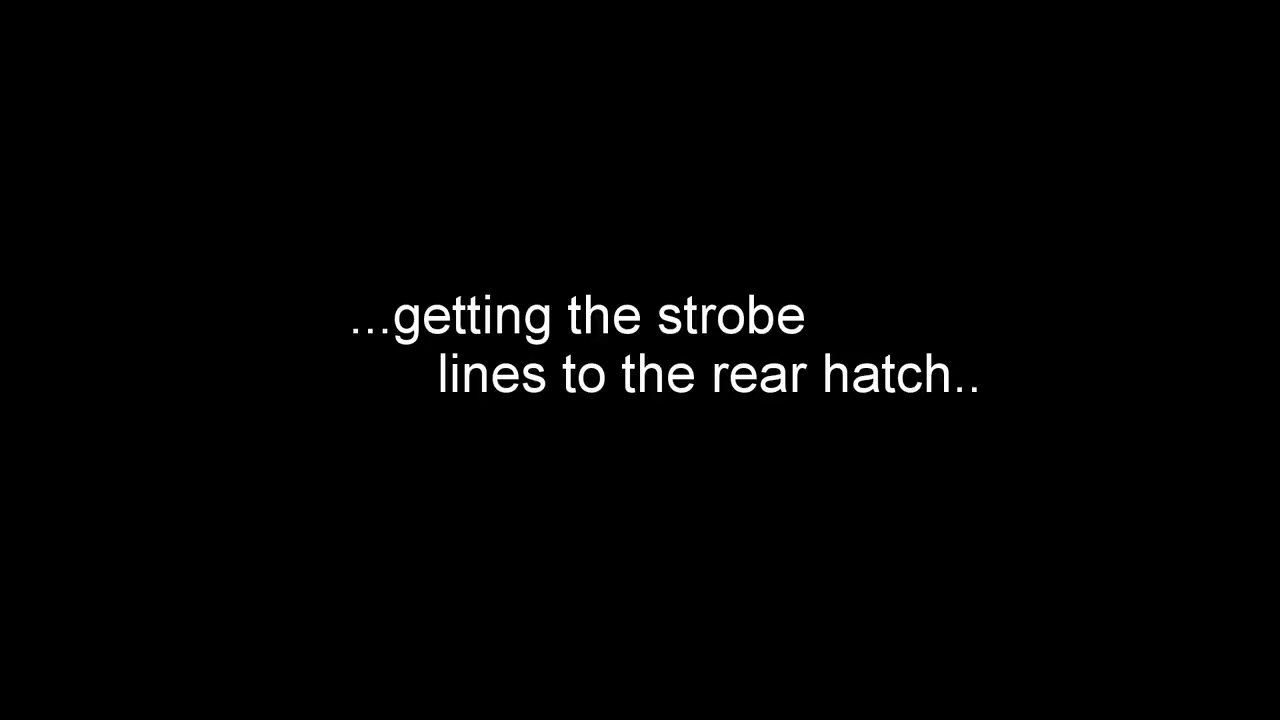 ...getting the strobe
lines to the rear hatch..